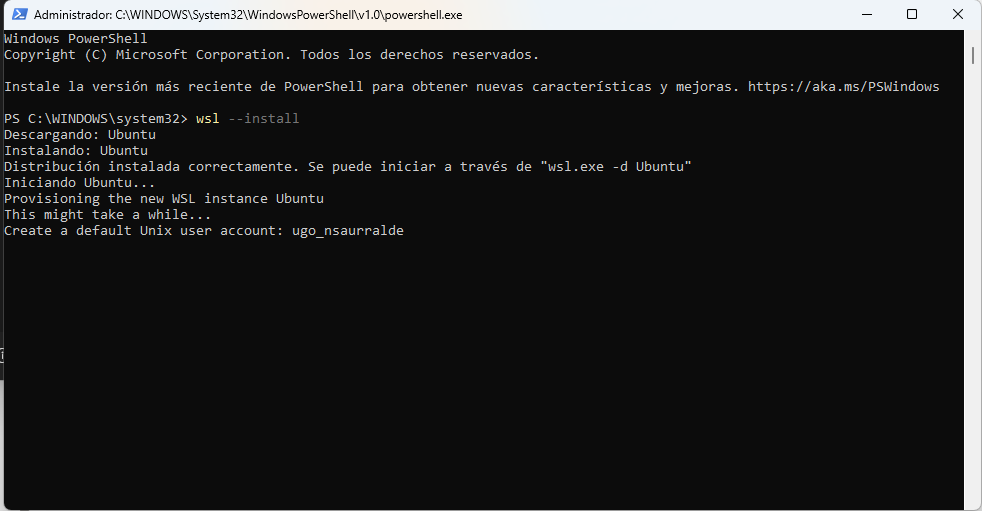 Administrador: C:\WINDOWS\System32\WindowsPowerShell\v1.0\powershell.exe
Windows PowerShell
Copyright (C) Microsoft Corporation. Todos los derechos reservados.
Instale la versión más reciente de PowerShell para obtener nuevas características y mejoras. https://aka.ms/PSWindows
PS C:\WINDOWS\system32> wsl --install
Descargando: Ubuntu
Instalando: Ubuntu
Distribución instalada correctamente. Se puede iniciar a través de "wsl.exe -d Ubuntu"
Iniciando Ubuntu...
Provisioning the new WSL instance Ubuntu
This might take a while...
Create a default Unix user account: ugo_nsaurralde